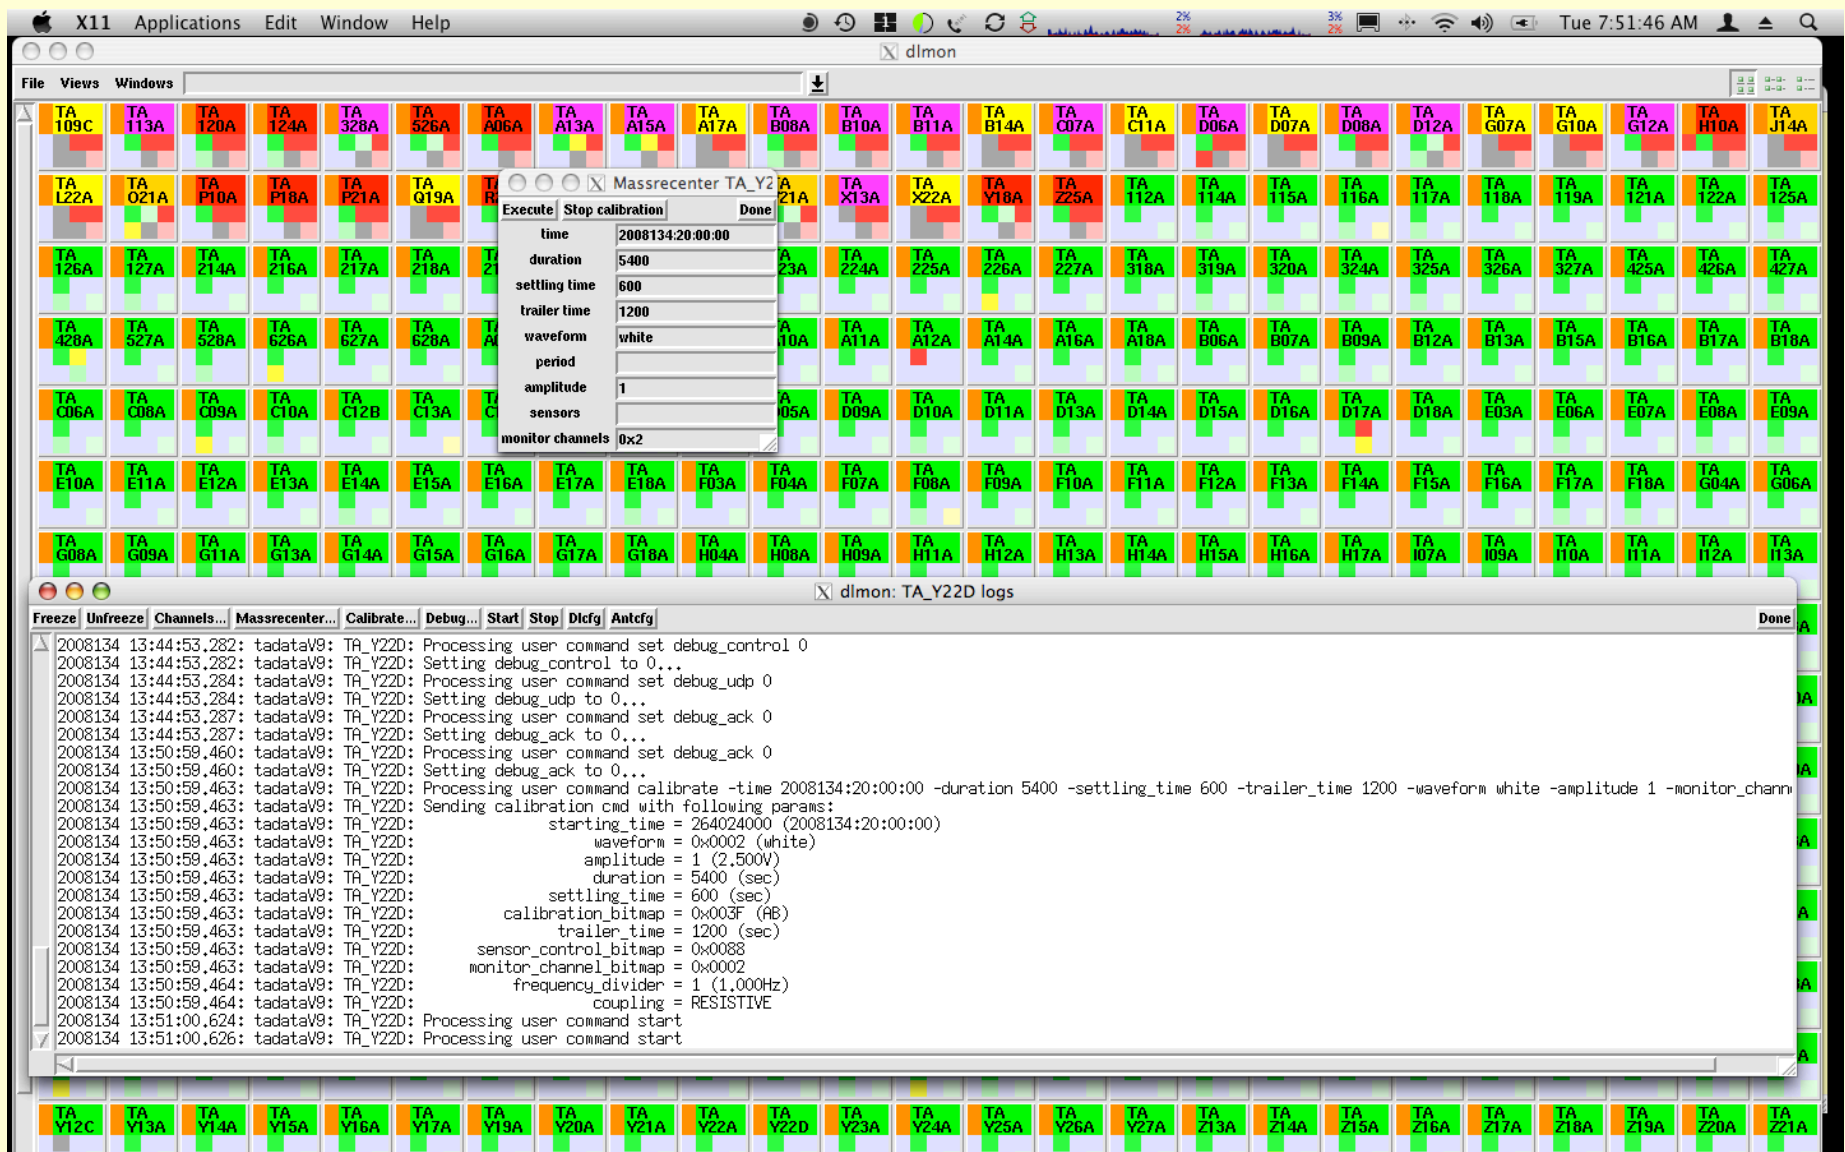 X11 Applications Edit Window Help 2% 2% 3% 2% Tue 7:51:46 AM
X dlmon
File Views Windows
TA 109C TA 113A TA 120A TA 124A TA 328A TA 526A TA A06A TA A13A TA A15A TA A17A TA B08A TA B10A TA B11A TA B14A TA C07A TA C11A TA D06A TA D07A TA D08A TA D12A TA G07A TA G10A TA G12A TA H10A TA J14A
TA L22A TA O21A TA P10A TA P18A TA P21A TA Q19A TA X13A TA X22A TA Y18A TA Z25A TA 112A TA 114A TA 115A TA 116A TA 117A TA 118A TA 119A TA 121A TA 122A TA 125A
X Massrecenter TA_Y2
Execute Stop calibration Done
time 2008134:20:00:00
duration 5400
settling time 600
trailer time 1200
waveform white
period
amplitude 1
sensors
monitor channels 0x2
TA 126A TA 127A TA 214A TA 216A TA 217A TA 218A 23A TA 224A TA 225A TA 226A TA 227A TA 318A TA 319A TA 320A TA 324A TA 325A TA 326A TA 327A TA 425A TA 426A TA 427A
TA 428A TA 527A TA 528A TA 626A TA 627A TA 628A 10A TA A11A TA A12A TA A14A TA A16A TA A18A TA B06A TA B07A TA B09A TA B12A TA B13A TA B15A TA B16A TA B17A TA B18A
TA C06A TA C08A TA C09A TA C10A TA C12B TA C13A 05A TA D09A TA D10A TA D11A TA D13A TA D14A TA D15A TA D16A TA D17A TA D18A TA E03A TA E06A TA E07A TA E08A TA E09A
TA E10A TA E11A TA E12A TA E13A TA E14A TA E15A TA E16A TA E17A TA E18A TA F03A TA F04A TA F07A TA F08A TA F09A TA F10A TA F11A TA F12A TA F13A TA F14A TA F15A TA F16A TA F17A TA F18A TA G04A TA G06A
TA G08A TA G09A TA G11A TA G13A TA G14A TA G15A TA G16A TA G17A TA G18A TA H04A TA H08A TA H09A TA H11A TA H12A TA H13A TA H14A TA H15A TA H16A TA H17A TA I07A TA I09A TA I10A TA I11A TA I12A TA I13A
X dlmon: TA_Y22D logs
Freeze Unfreeze Channels... Massrecenter... Calibrate... Debug... Start Stop Dlcfg Antcfg Done
2008134 13:44:53.282: tadataV9: TA_Y22D: Processing user command set debug_control 0
2008134 13:44:53.282: tadataV9: TA_Y22D: Setting debug_control to 0...
2008134 13:44:53.284: tadataV9: TA_Y22D: Processing user command set debug_udp 0
2008134 13:44:53.284: tadataV9: TA_Y22D: Setting debug_udp to 0...
2008134 13:44:53.287: tadataV9: TA_Y22D: Processing user command set debug_ack 0
2008134 13:44:53.287: tadataV9: TA_Y22D: Setting debug_ack to 0...
2008134 13:50:59.460: tadataV9: TA_Y22D: Processing user command set debug_ack 0
2008134 13:50:59.460: tadataV9: TA_Y22D: Setting debug_ack to 0...
2008134 13:50:59.463: tadataV9: TA_Y22D: Processing user command calibrate -time 2008134:20:00:00 -duration 5400 -settling_time 600 -trailer_time 1200 -waveform white -amplitude 1 -monitor_chann
2008134 13:50:59.463: tadataV9: TA_Y22D: Sending calibration cmd with following params:
2008134 13:50:59.463: tadataV9: TA_Y22D: starting_time = 264024000 (2008134:20:00:00)
2008134 13:50:59.463: tadataV9: TA_Y22D: waveform = 0x0002 (white)
2008134 13:50:59.463: tadataV9: TA_Y22D: amplitude = 1 (2.500V)
2008134 13:50:59.463: tadataV9: TA_Y22D: duration = 5400 (sec)
2008134 13:50:59.463: tadataV9: TA_Y22D: settling_time = 600 (sec)
2008134 13:50:59.463: tadataV9: TA_Y22D: calibration_bitmap = 0x003F (AB)
2008134 13:50:59.463: tadataV9: TA_Y22D: trailer_time = 1200 (sec)
2008134 13:50:59.463: tadataV9: TA_Y22D: sensor_control_bitmap = 0x0088
2008134 13:50:59.463: tadataV9: TA_Y22D: monitor_channel_bitmap = 0x0002
2008134 13:50:59.464: tadataV9: TA_Y22D: frequency_divider = 1 (1.000Hz)
2008134 13:50:59.464: tadataV9: TA_Y22D: coupling = RESISTIVE
2008134 13:51:00.624: tadataV9: TA_Y22D: Processing user command start
2008134 13:51:00.626: tadataV9: TA_Y22D: Processing user command start
TA Y12C TA Y13A TA Y14A TA Y15A TA Y16A TA Y17A TA Y19A TA Y20A TA Y21A TA Y22A TA Y22D TA Y23A TA Y24A TA Y25A TA Y26A TA Y27A TA Z13A TA Z14A TA Z15A TA Z16A TA Z17A TA Z18A TA Z19A TA Z20A TA Z21A